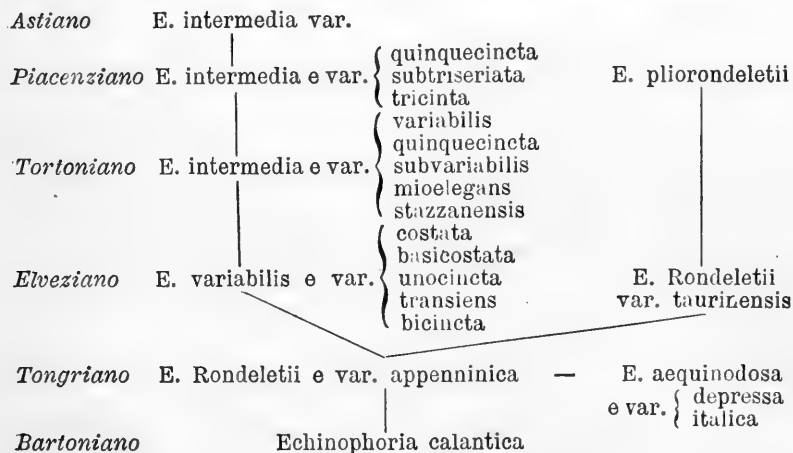 Astiano E. intermedia var.
quinquecincta
Piacenziano E. intermedia e var. { subtriseriata E. pliorondeletii
tricinta
variabilis
quinquecincta
Tortoniano E. intermedia e var. { subvariabilis
mioelegans
stazzanensis
costata
basicostata
Elveziano E. variabilis e var. { unocincta E. Rondeletii
transiens var. taurinensis
bicincta
Tongriano E. Rondeletii e var. appenninica — E. aequinodosa
e var. { depressa
italica
Bartoniano Echinophoria calantica